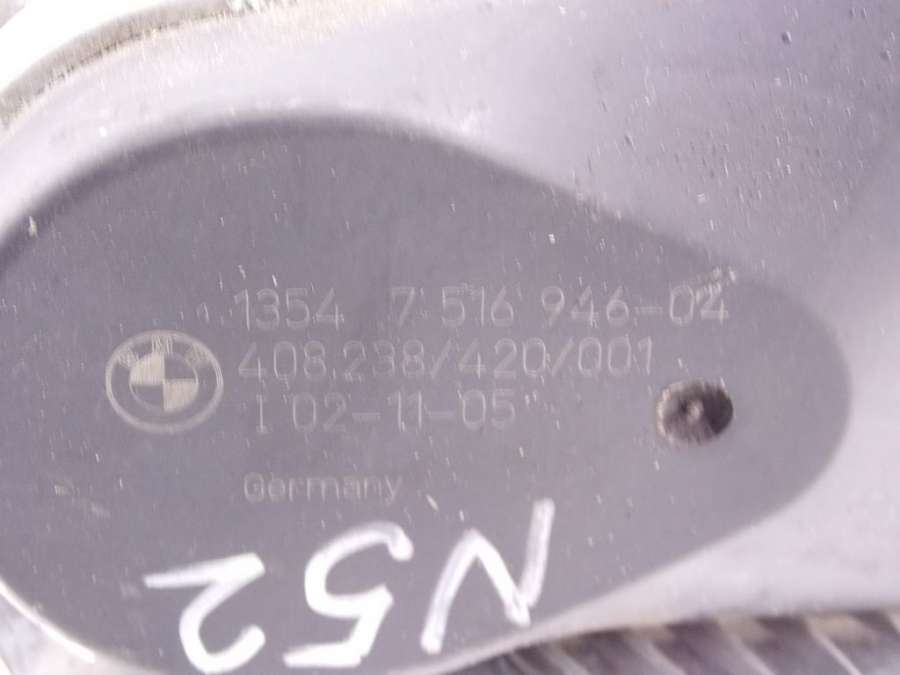 1354 7 516 946-04
408.238/420/001
I 02-11-05
Germany
N52